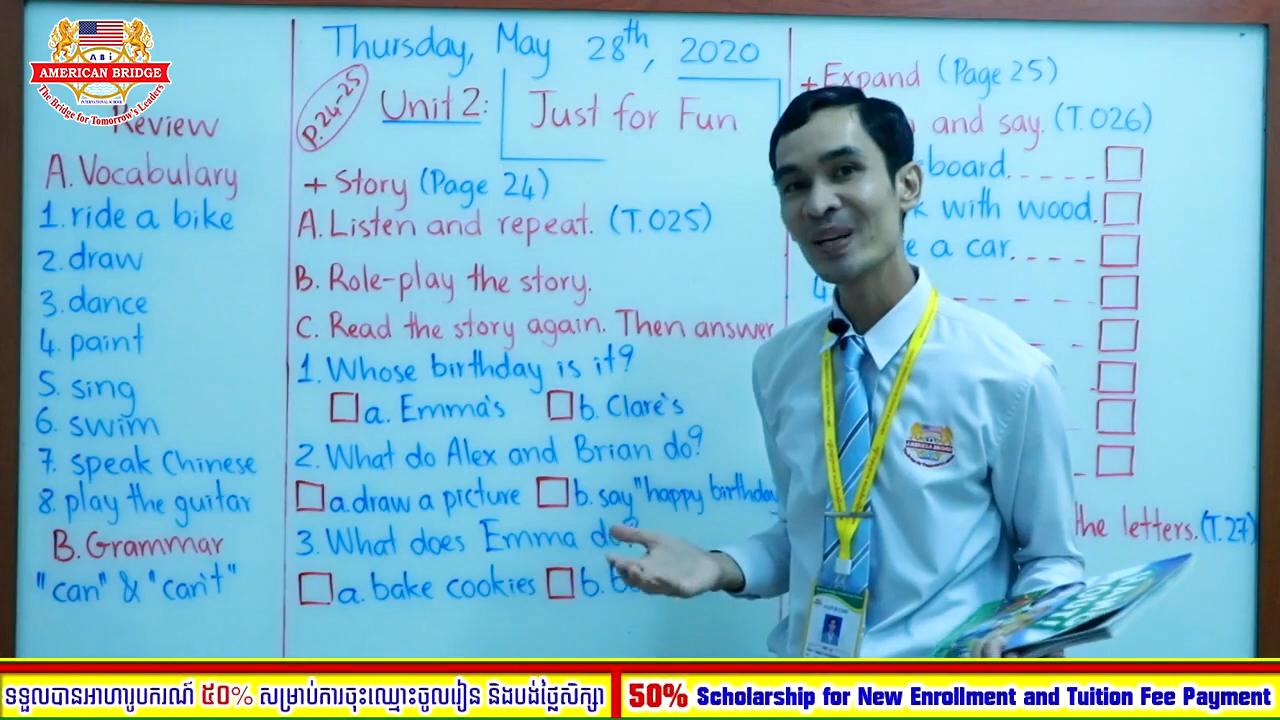 ABi
AMERICAN BRIDGE
INTERNATIONAL SCHOOL
The Bridge for Tomorrow's Leaders
Review
A. Vocabulary
1. ride a bike
2. draw
3. dance
4. paint
5. sing
6. swim
7. speak Chinese
8. play the guitar
B. Grammar
"can" & "can't"
Thursday, May 28th, 2020
P.24-25
Unit 2: Just for Fun
+ Story (Page 24)
A. Listen and repeat. (T.025)
B. Role-play the story.
C. Read the story again. Then answer
1. Whose birthday is it?
a. Emma's b. Clare's
2. What do Alex and Brian do?
a. draw a picture b. say "happy birthday
3. What does Emma do?
a. bake cookies b.
+ Expand (Page 25)
and say. (T.026)
board.
with wood.
a car.
4
the letters. (T.27)
AMERICAN BRIDGE
ទទួលបានអាហារូបករណ៍ ៥០% សម្រាប់ការចុះឈ្មោះចូលរៀន និងបង់ថ្លៃសិក្សា
50% Scholarship for New Enrollment and Tuition Fee Payment